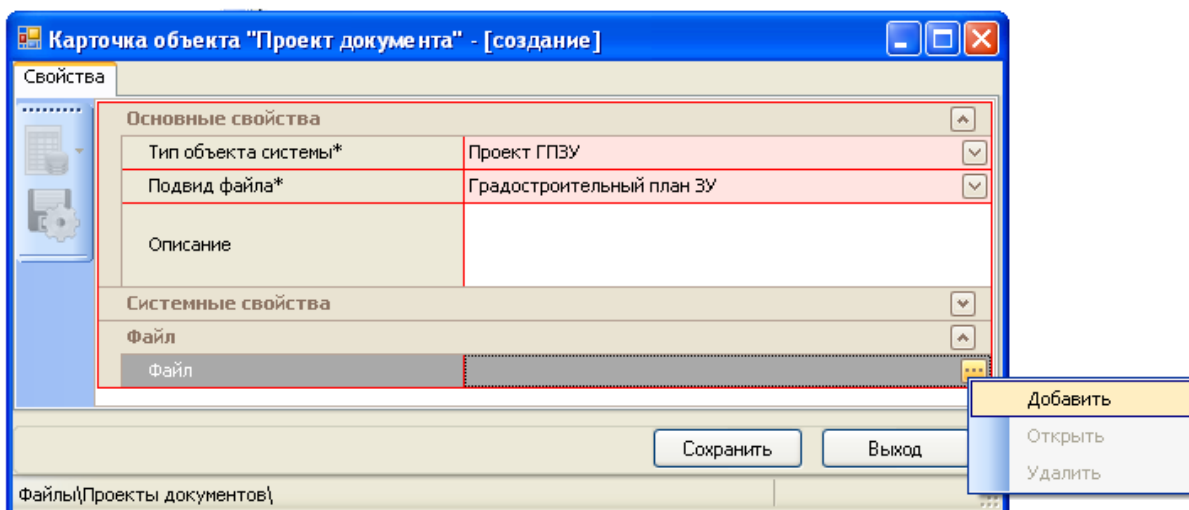 Карточка объекта "Проект документа" - [создание]
Свойства
Основные свойства
Тип объекта системы* Проект ГПЗУ
Подвид файла* Градостроительный план ЗУ
Описание
Системные свойства
Файл
Файл
Добавить
Открыть
Удалить
Сохранить Выход
Файлы\Проекты документов\